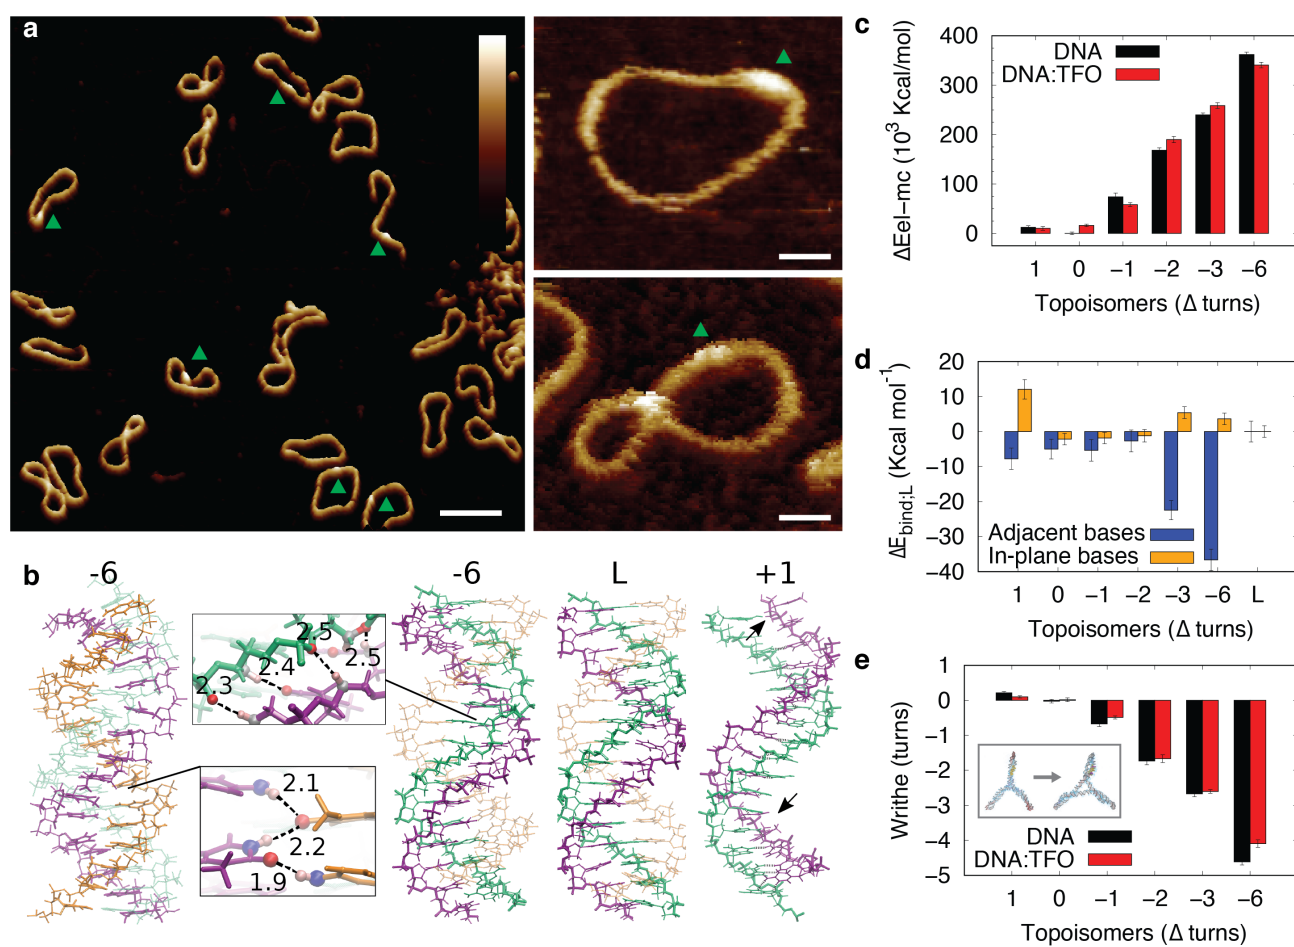 a
b
-6
-6
L
+1
2.5
2.4
2.5
2.3
2.1
2.2
1.9
c
ΔEel−mc (10³ Kcal/mol)
400
300
200
100
0
DNA
DNA:TFO
1 0 −1 −2 −3 −6
Topoisomers (Δ turns)
d
ΔE_bind;L (Kcal mol⁻¹)
20
10
0
−10
−20
−30
−40
Adjacent bases
In-plane bases
1 0 −1 −2 −3 −6 L
Topoisomers (Δ turns)
e
Writhe (turns)
1
0
−1
−2
−3
−4
−5
DNA
DNA:TFO
1 0 −1 −2 −3 −6
Topoisomers (Δ turns)